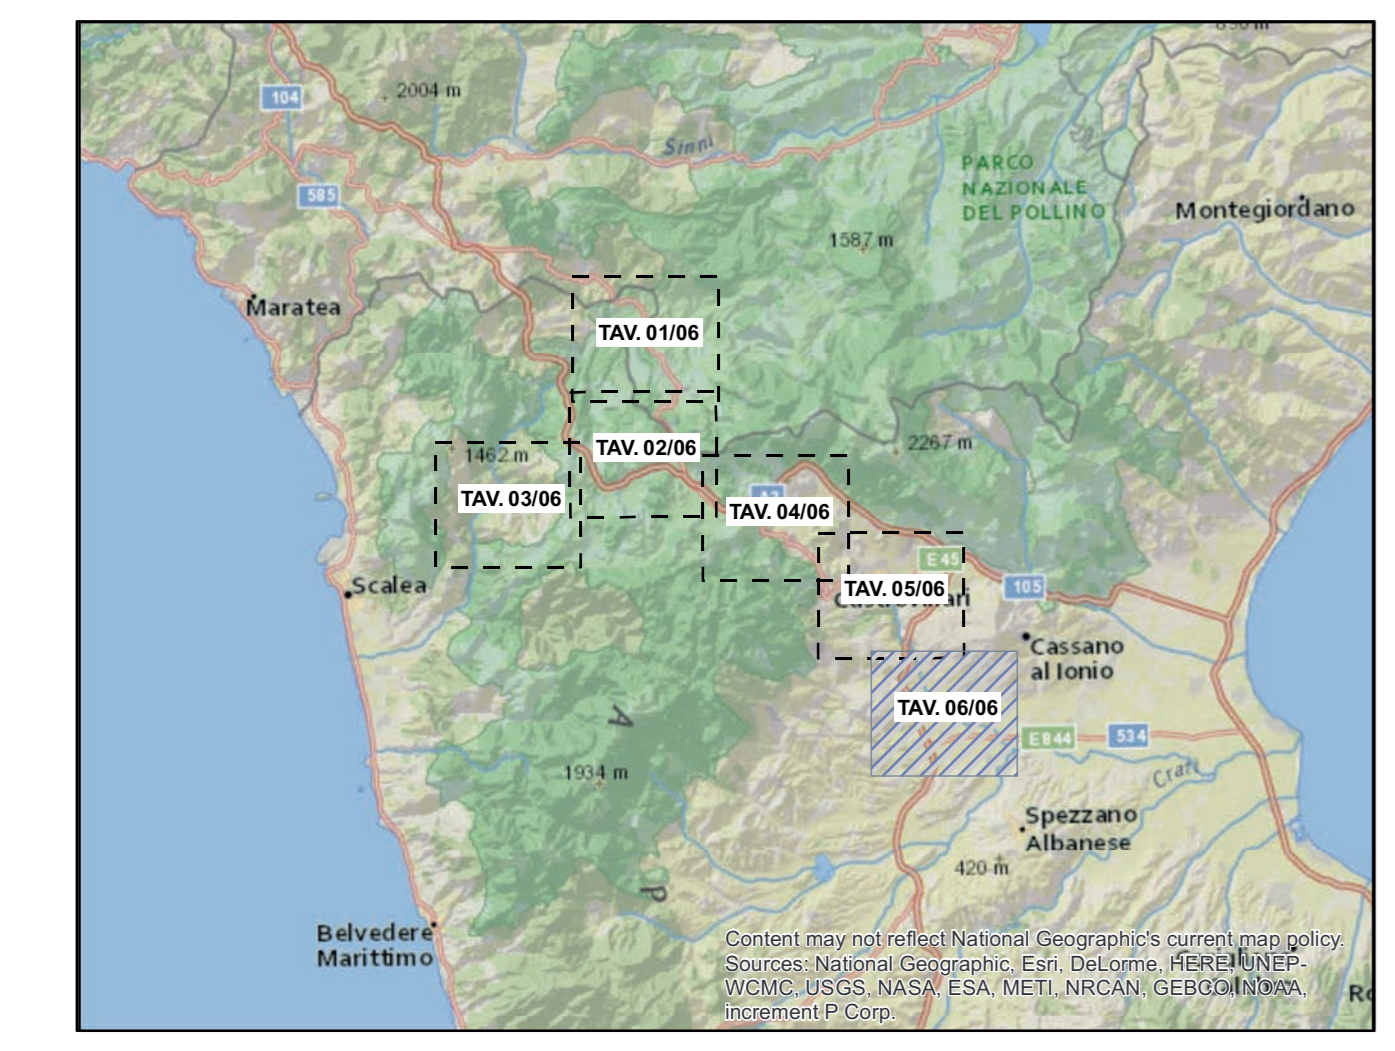 850 m
104
2004 m
Sinni
585
PARCO
NAZIONALE
DEL POLLINO
Montegiordano
1587 m
Maratea
TAV. 01/06
TAV. 02/06
2267 m
1462 m
TAV. 03/06
TAV. 04/06
E45
105
Scalea
TAV. 05/06
Cassano
al Ionio
TAV. 06/06
A
E844
534
1934 m
Crati
Spezzano
Albanese
420 m
P
Belvedere
Marittimo
Content may not reflect National Geographic's current map policy.
Sources: National Geographic, Esri, DeLorme, HERE, UNEP-
WCMC, USGS, NASA, ESA, METI, NRCAN, GEBCO, NOAA,
increment P Corp.